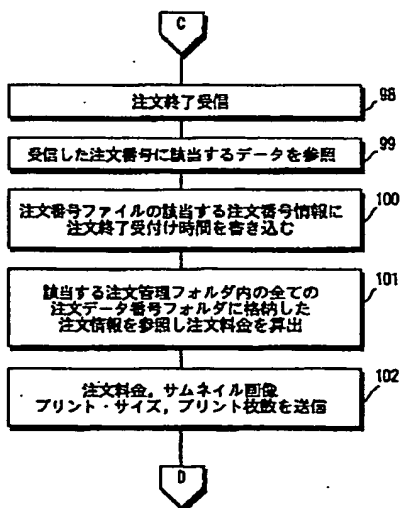 C
注文終了受信
98
受信した注文番号に該当するデータを参照
99
注文番号ファイルの該当する注文番号情報に
注文終了受付け時間を書き込む
100
該当する注文管理フォルダ内の全ての
注文データ番号フォルダに格納した
注文情報を参照し注文料金を算出
101
注文料金,サムネイル画像
プリント・サイズ,プリント枚数を送信
102
D